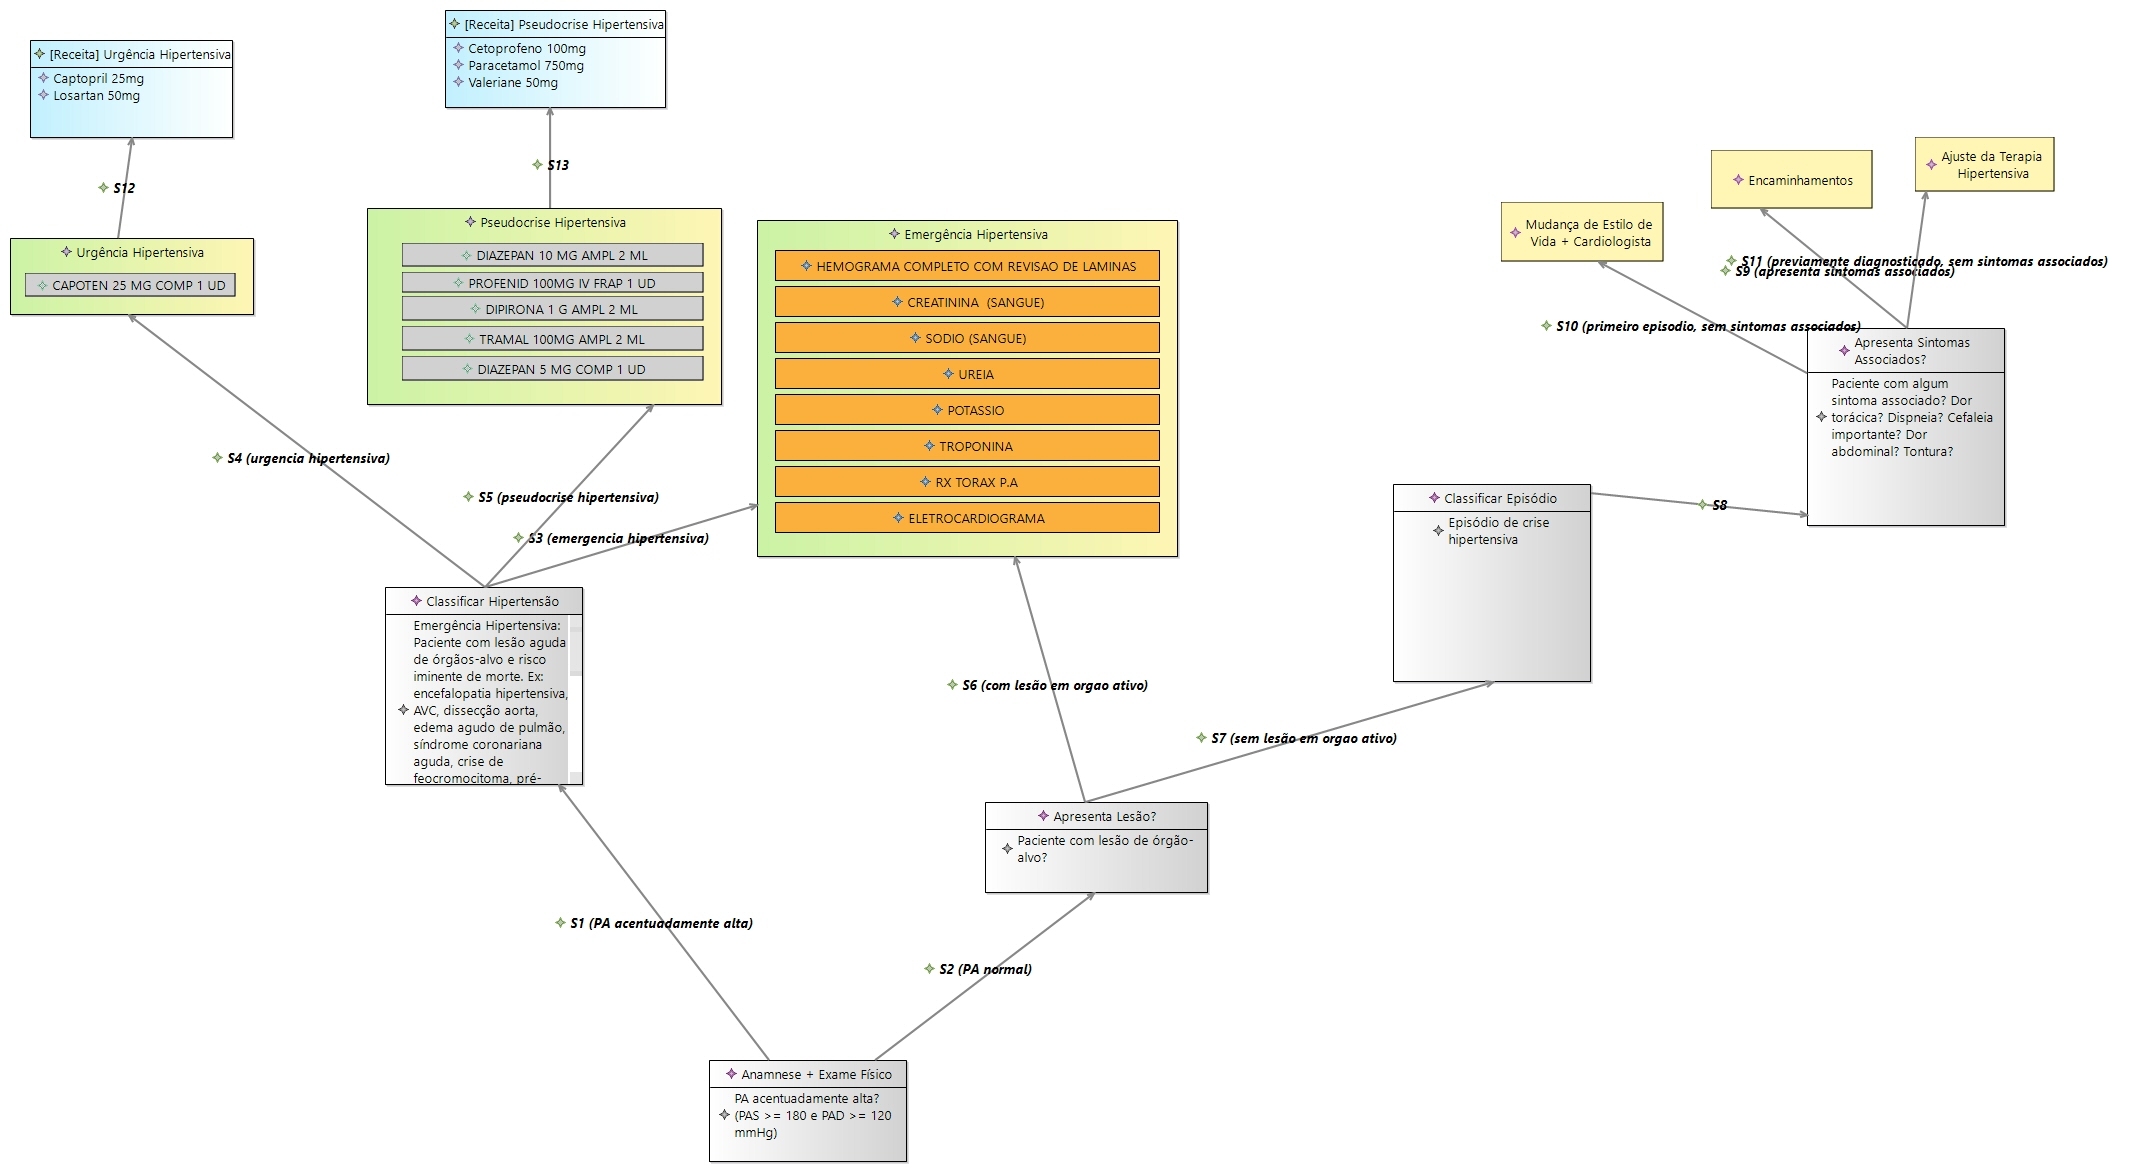 [Receita] Urgência Hipertensiva
Captopril 25mg
Losartan 50mg
[Receita] Pseudocrise Hipertensiva
Cetoprofeno 100mg
Paracetamol 750mg
Valeriane 50mg
S12
S13
Urgência Hipertensiva
CAPOTEN 25 MG COMP 1 UD
Pseudocrise Hipertensiva
DIAZEPAN 10 MG AMPL 2 ML
PROFENID 100MG IV FRAP 1 UD
DIPIRONA 1 G AMPL 2 ML
TRAMAL 100MG AMPL 2 ML
DIAZEPAN 5 MG COMP 1 UD
Emergência Hipertensiva
HEMOGRAMA COMPLETO COM REVISAO DE LAMINAS
CREATININA (SANGUE)
SODIO (SANGUE)
UREIA
POTASSIO
TROPONINA
RX TORAX P.A
ELETROCARDIOGRAMA
Mudança de Estilo de
Vida + Cardiologista
Encaminhamentos
Ajuste da Terapia
Hipertensiva
S11 (previamente diagnosticado, sem sintomas associados)
S9 (apresenta sintomas associados)
S10 (primeiro episodio, sem sintomas associados)
Apresenta Sintomas
Associados?
Paciente com algum
sintoma associado? Dor
torácica? Dispneia? Cefaleia
importante? Dor
abdominal? Tontura?
S4 (urgencia hipertensiva)
S5 (pseudocrise hipertensiva)
S3 (emergencia hipertensiva)
Classificar Episódio
Episódio de crise
hipertensiva
S8
Classificar Hipertensão
Emergência Hipertensiva:
Paciente com lesão aguda
de órgãos-alvo e risco
iminente de morte. Ex:
encefalopatia hipertensiva,
AVC, dissecção aorta,
edema agudo de pulmão,
síndrome coronariana
aguda, crise de
feocromocitoma, pré-
S6 (com lesão em orgao ativo)
S7 (sem lesão em orgao ativo)
Apresenta Lesão?
Paciente com lesão de órgão-
alvo?
S1 (PA acentuadamente alta)
S2 (PA normal)
Anamnese + Exame Físico
PA acentuadamente alta?
(PAS >= 180 e PAD >= 120
mmHg)